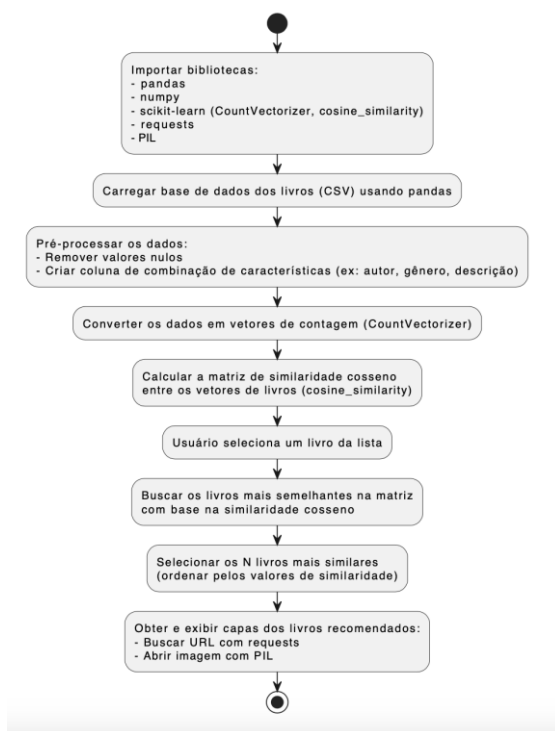 Importar bibliotecas:
- pandas
- numpy
- scikit-learn (CountVectorizer, cosine_similarity)
- requests
- PIL
Carregar base de dados dos livros (CSV) usando pandas
Pré-processar os dados:
- Remover valores nulos
- Criar coluna de combinação de características (ex: autor, gênero, descrição)
Converter os dados em vetores de contagem (CountVectorizer)
Calcular a matriz de similaridade cosseno
entre os vetores de livros (cosine_similarity)
Usuário seleciona um livro da lista
Buscar os livros mais semelhantes na matriz
com base na similaridade cosseno
Selecionar os N livros mais similares
(ordenar pelos valores de similaridade)
Obter e exibir capas dos livros recomendados:
- Buscar URL com requests
- Abrir imagem com PIL